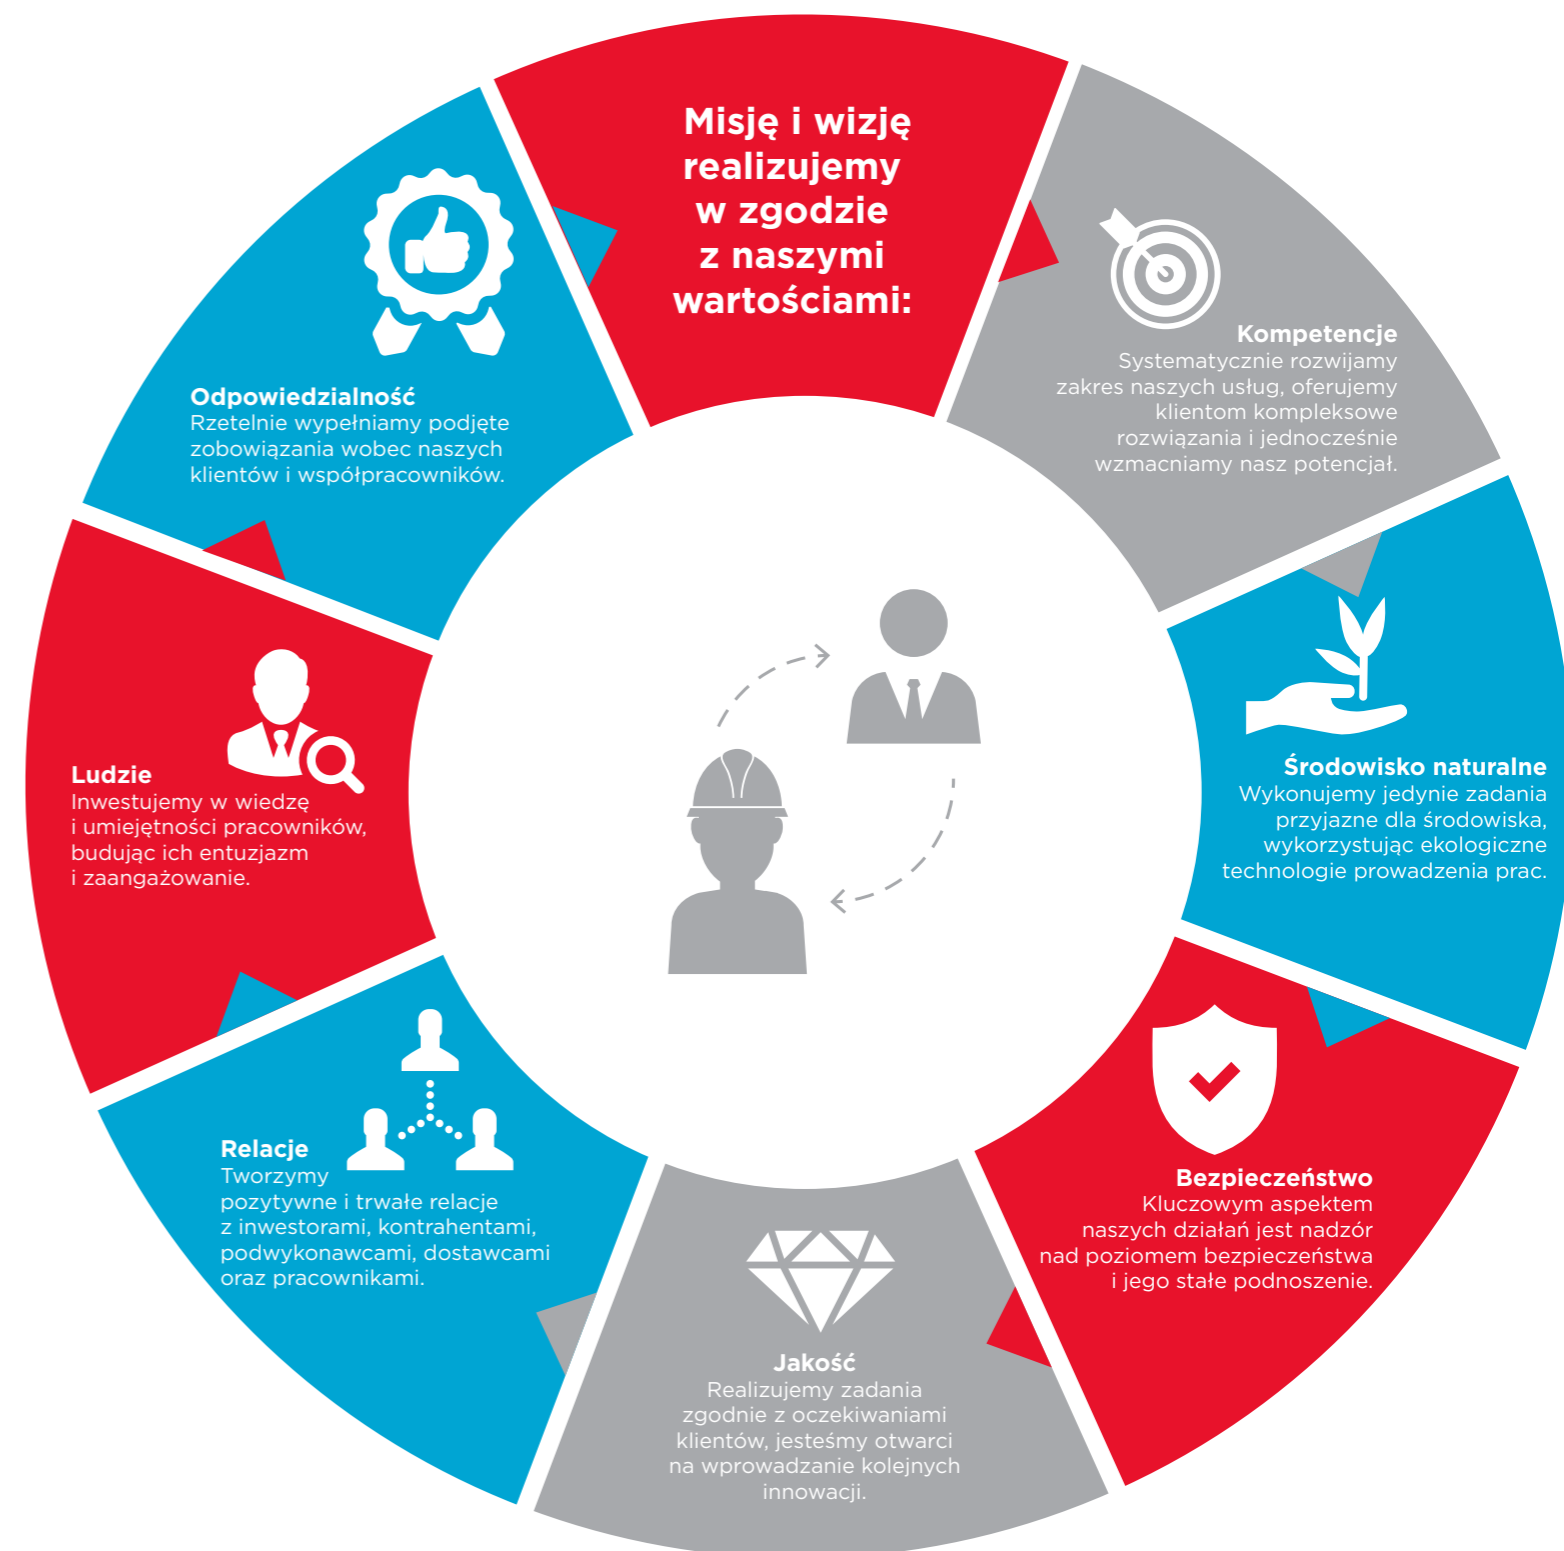 Misję i wizję
realizujemy
w zgodzie
z naszymi
wartościami:
Kompetencje
Systematycznie rozwijamy
zakres naszych usług, oferujemy
klientom kompleksowe
rozwiązania i jednocześnie
wzmacniamy nasz potencjał.
Środowisko naturalne
Wykonujemy jedynie zadania
przyjazne dla środowiska,
wykorzystując ekologiczne
technologie prowadzenia prac.
Bezpieczeństwo
Kluczowym aspektem
naszych działań jest nadzór
nad poziomem bezpieczeństwa
i jego stałe podnoszenie.
Jakość
Realizujemy zadania
zgodnie z oczekiwaniami
klientów, jesteśmy otwarci
na wprowadzanie kolejnych
innowacji.
Relacje
Tworzymy
pozytywne i trwałe relacje
z inwestorami, kontrahentami,
podwykonawcami, dostawcami
oraz pracownikami.
Ludzie
Inwestujemy w wiedzę
i umiejętności pracowników,
budując ich entuzjazm
i zaangażowanie.
Odpowiedzialność
Rzetelnie wypełniamy podjęte
zobowiązania wobec naszych
klientów i współpracowników.